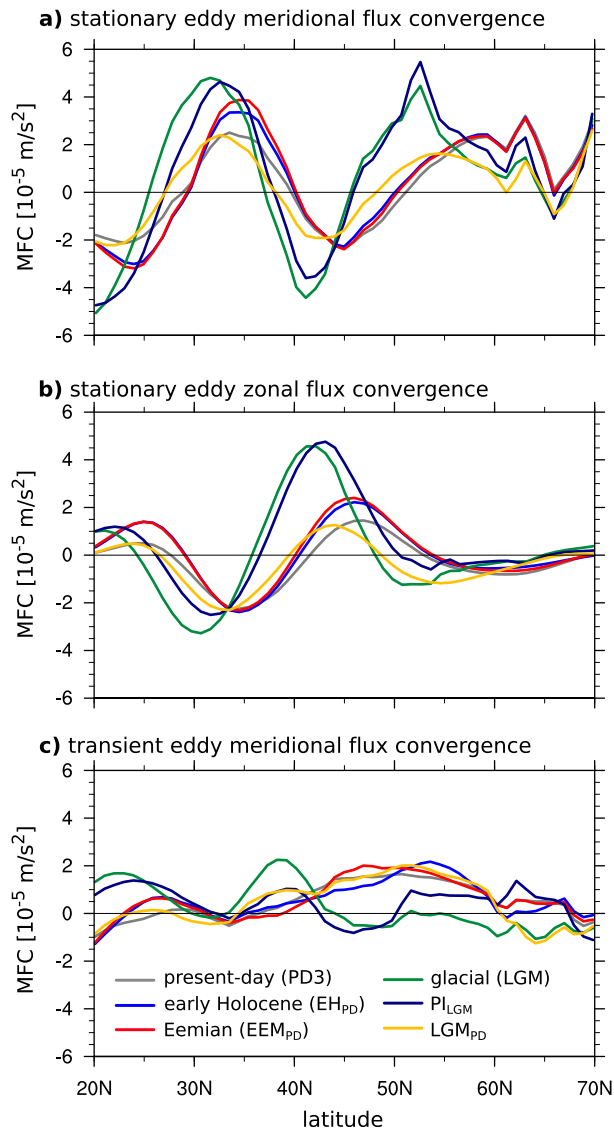 a) stationary eddy meridional flux convergence
6
4
2
0
-2
-4
-6
MFC [10⁻⁵ m/s²]
b) stationary eddy zonal flux convergence
6
4
2
0
-2
-4
-6
MFC [10⁻⁵ m/s²]
c) transient eddy meridional flux convergence
6
4
2
0
-2
-4
-6
MFC [10⁻⁵ m/s²]
present-day (PD3)
early Holocene (EH_PD)
Eemian (EEM_PD)
glacial (LGM)
PI_LGM
LGM_PD
20N 30N 40N 50N 60N 70N
latitude